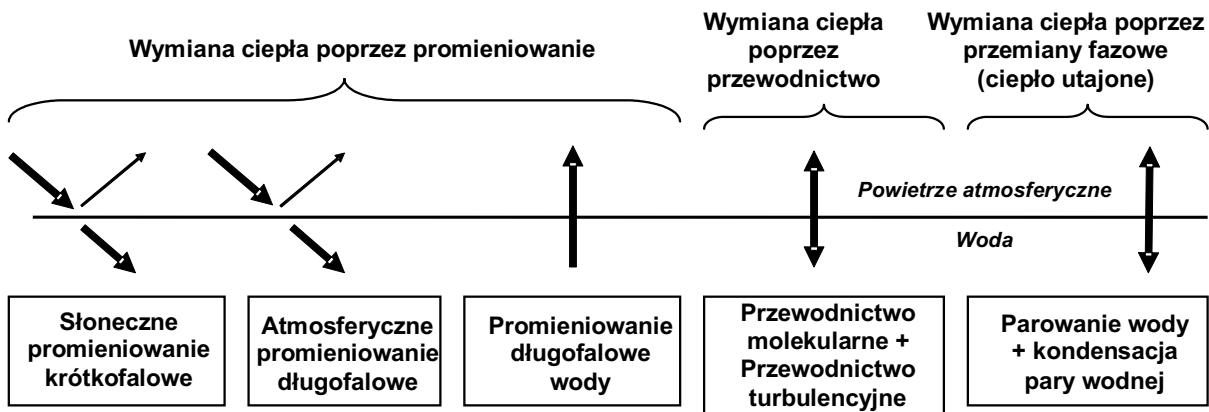 Wymiana ciepła poprzez promieniowanie
Wymiana ciepła
poprzez
przewodnictwo
Wymiana ciepła poprzez
przemiany fazowe
(ciepło utajone)
Powietrze atmosferyczne
Woda
Słoneczne
promieniowanie
krótkofalowe
Atmosferyczne
promieniowanie
długofalowe
Promieniowanie
długofalowe
wody
Przewodnictwo
molekularne +
Przewodnictwo
turbulencyjne
Parowanie wody
+ kondensacja
pary wodnej